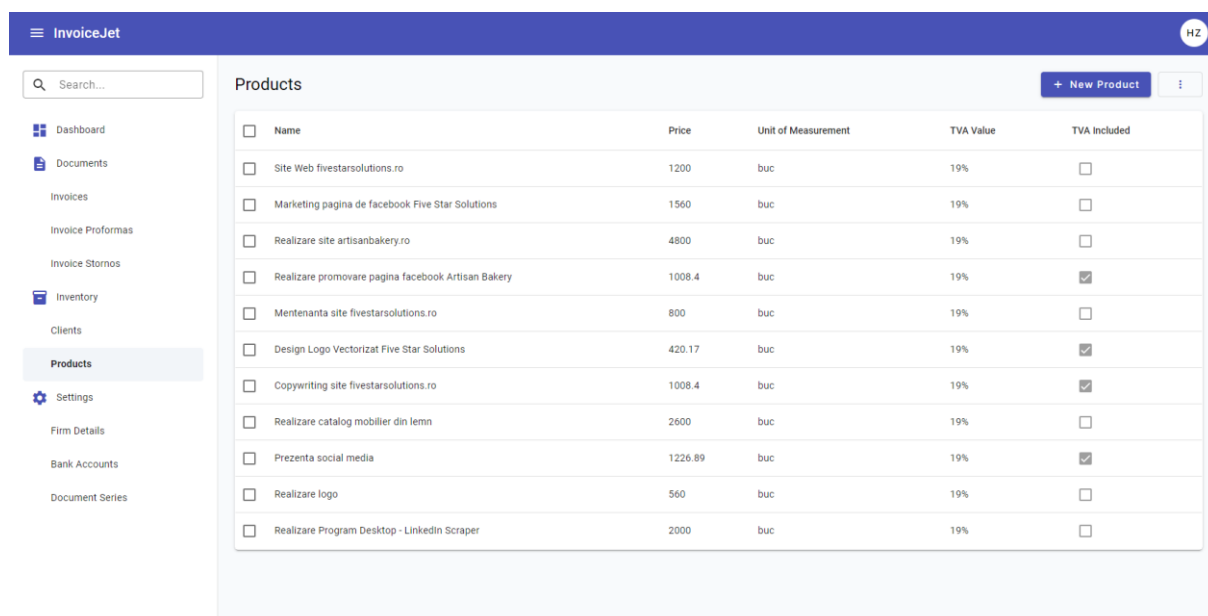 InvoiceJet
HZ
Search...
Dashboard
Documents
Invoices
Invoice Proformas
Invoice Stornos
Inventory
Clients
Products
Settings
Firm Details
Bank Accounts
Document Series
Products
+ New Product
Name Price Unit of Measurement TVA Value TVA Included
Site Web fivestarsolutions.ro 1200 buc 19%
Marketing pagina de facebook Five Star Solutions 1560 buc 19%
Realizare site artisanbakery.ro 4800 buc 19%
Realizare promovare pagina facebook Artisan Bakery 1008.4 buc 19%
Mentenanta site fivestarsolutions.ro 800 buc 19%
Design Logo Vectorizat Five Star Solutions 420.17 buc 19%
Copywriting site fivestarsolutions.ro 1008.4 buc 19%
Realizare catalog mobilier din lemn 2600 buc 19%
Prezenta social media 1226.89 buc 19%
Realizare logo 560 buc 19%
Realizare Program Desktop - LinkedIn Scraper 2000 buc 19%